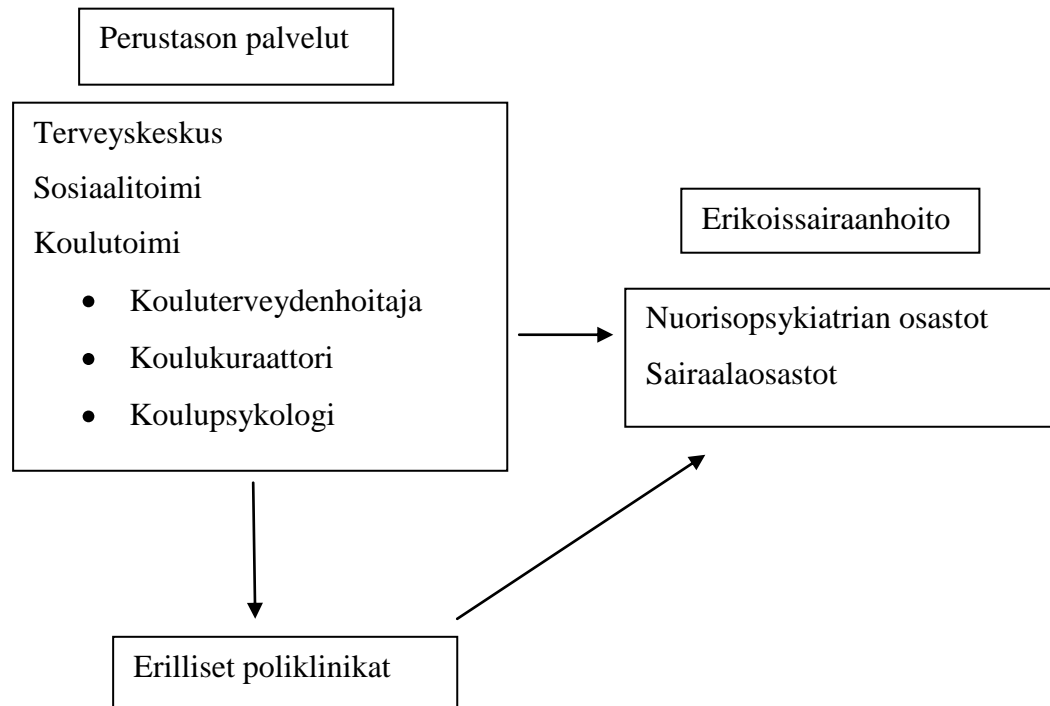 Perustason palvelut
Terveyskeskus
Sosiaalitoimi
Koulutoimi
• Kouluterveydenhoitaja
• Koulukuraattori
• Koulupsykologi
Erikoissairaanhoito
Nuorisopsykiatrian osastot
Sairaalaosastot
Erilliset poliklinikat